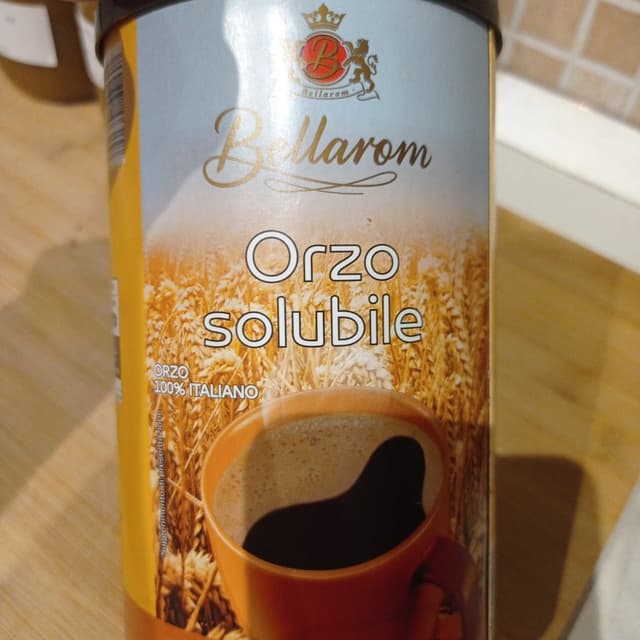 B
Bellarom
Bellarom
Orzo
solubile
ORZO
100% ITALIANO